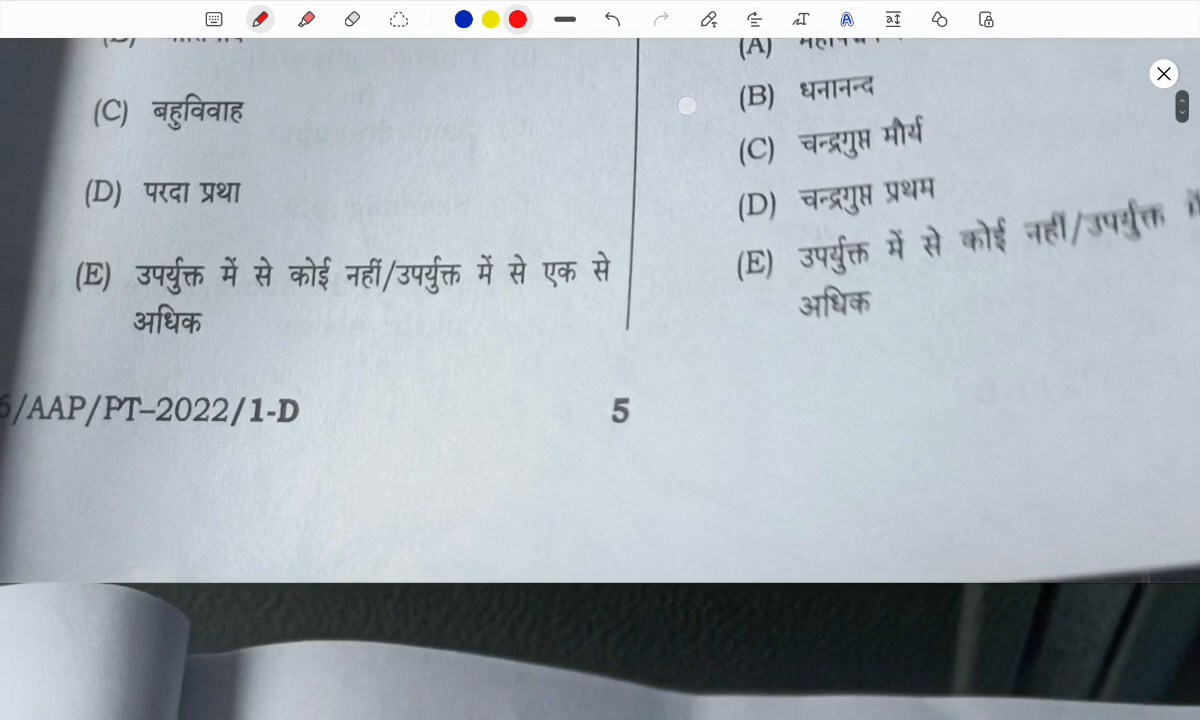 (C) बहुविवाह
(D) परदा प्रथा
(E) उपर्युक्त में से कोई नहीं/उपर्युक्त में से एक से
अधिक
(A)
(B) धनानन्द
(C) चन्द्रगुप्त मौर्य
(D) चन्द्रगुप्त प्रथम
(E) उपर्युक्त में से कोई नहीं/उपर्युक्त
अधिक
6/AAP/PT–2022/1-D
5